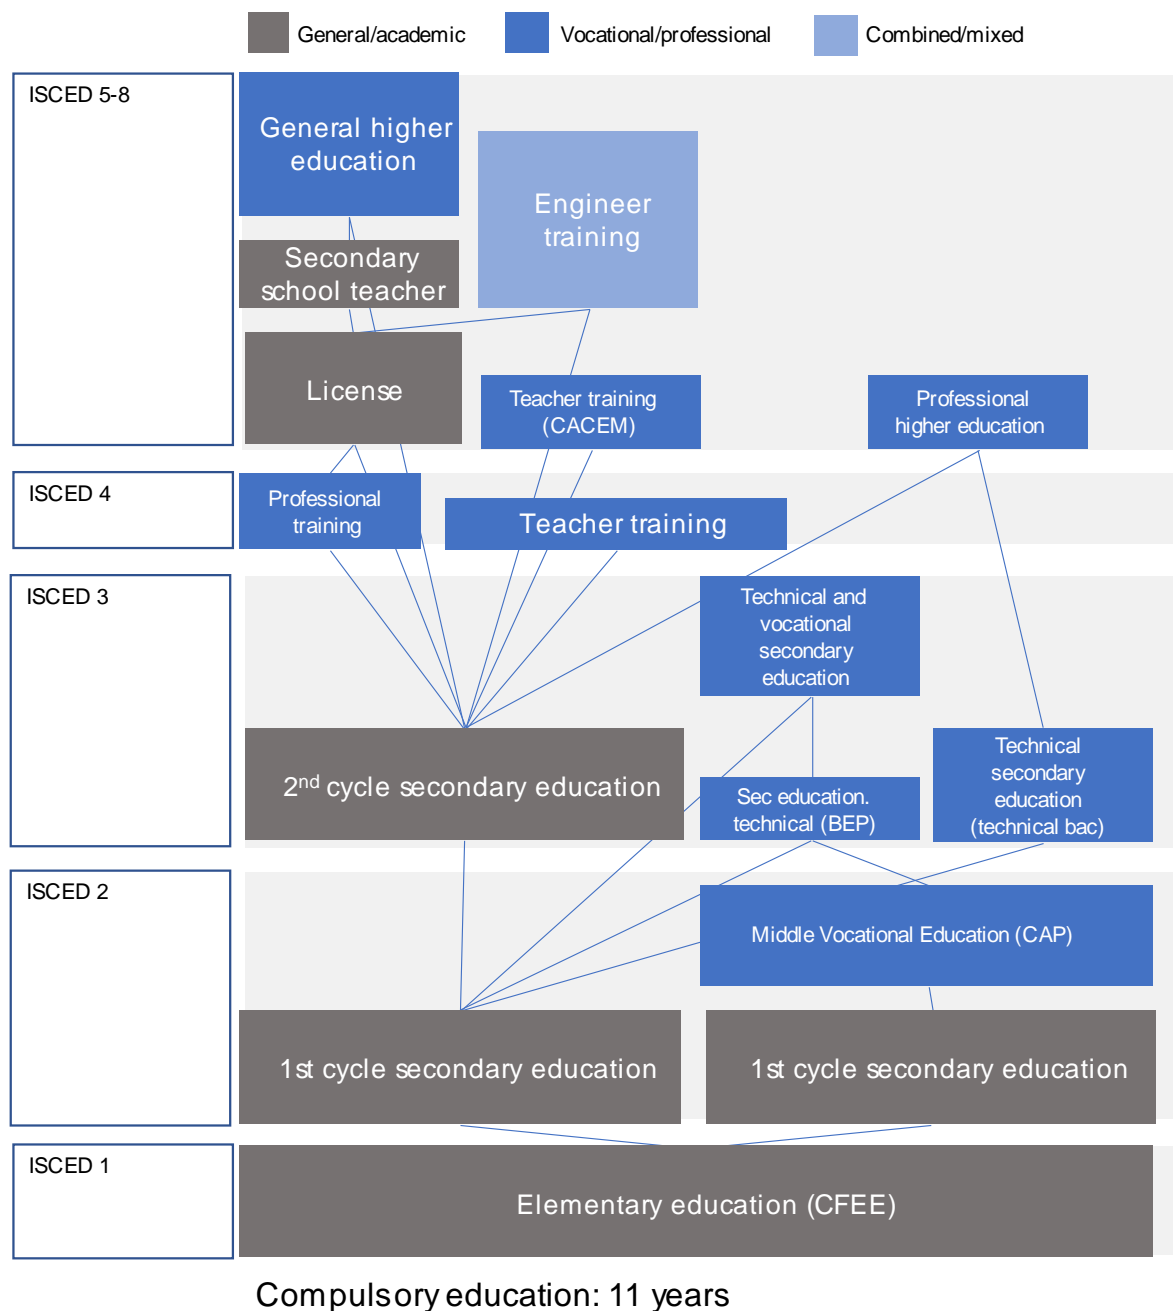 General/academic
Vocational/professional
Combined/mixed
ISCED 5-8
General higher
education
Engineer
training
Secondary
school teacher
License
Teacher training
(CACEM)
Professional
higher education
ISCED 4
Professional
training
Teacher training
ISCED 3
Technical and
vocational
secondary
education
2nd cycle secondary education
Sec education.
technical (BEP)
Technical
secondary
education
(technical bac)
ISCED 2
Middle Vocational Education (CAP)
1st cycle secondary education
1st cycle secondary education
ISCED 1
Elementary education (CFEE)
Compulsory education: 11 years